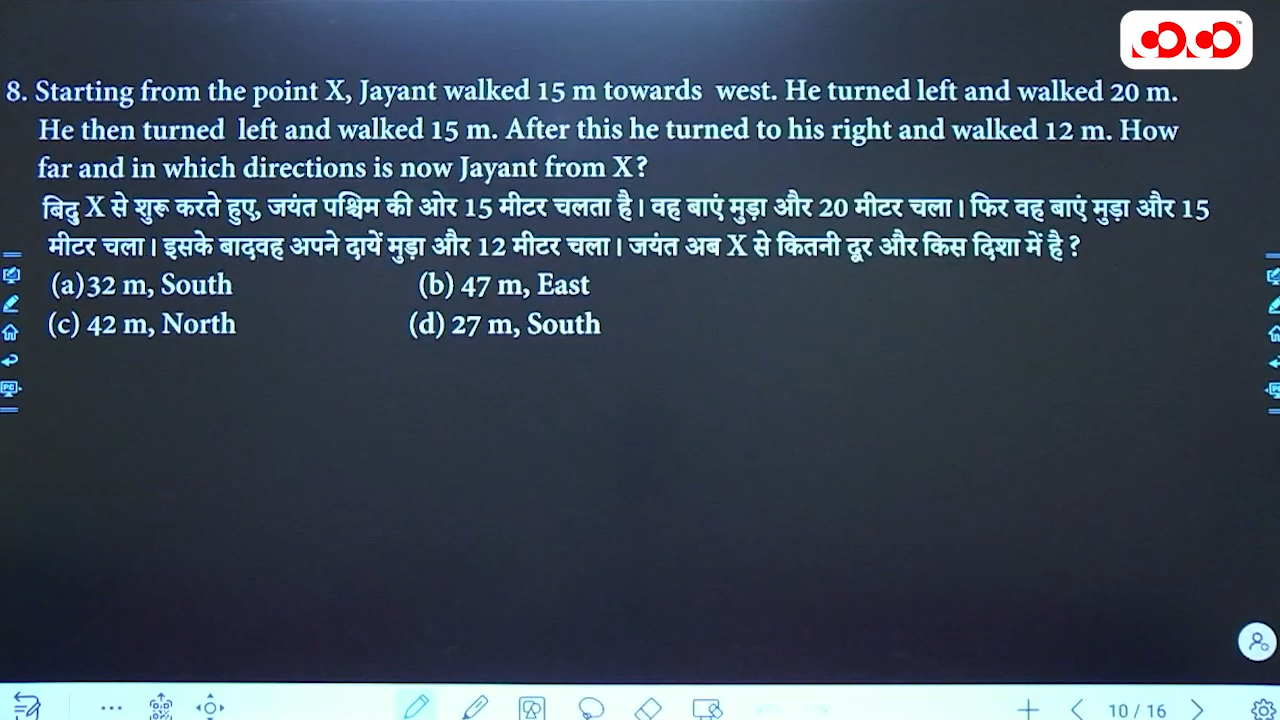 8. Starting from the point X, Jayant walked 15 m towards west. He turned left and walked 20 m.
He then turned left and walked 15 m. After this he turned to his right and walked 12 m. How
far and in which directions is now Jayant from X?
बिदु X से शुरू करते हुए, जयंत पश्चिम की ओर 15 मीटर चलता है। वह बाएं मुड़ा और 20 मीटर चला। फिर वह बाएं मुड़ा और 15
मीटर चला। इसके बादवह अपने दायें मुड़ा और 12 मीटर चला। जयंत अब X से कितनी दूर और किस दिशा में है ?
(a)32 m, South (b) 47 m, East
(c) 42 m, North (d) 27 m, South
10 / 16